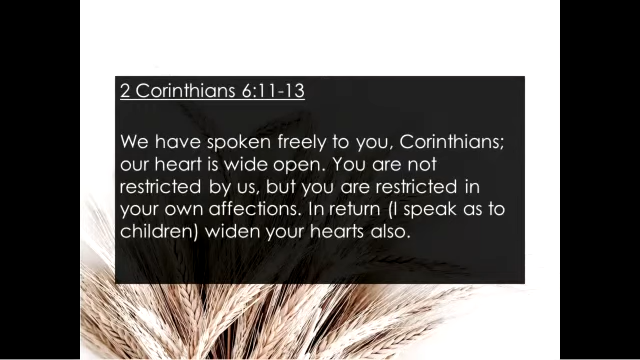 2 Corinthians 6:11-13
We have spoken freely to you, Corinthians;
our heart is wide open. You are not
restricted by us, but you are restricted in
your own affections. In return (I speak as to
children) widen your hearts also.